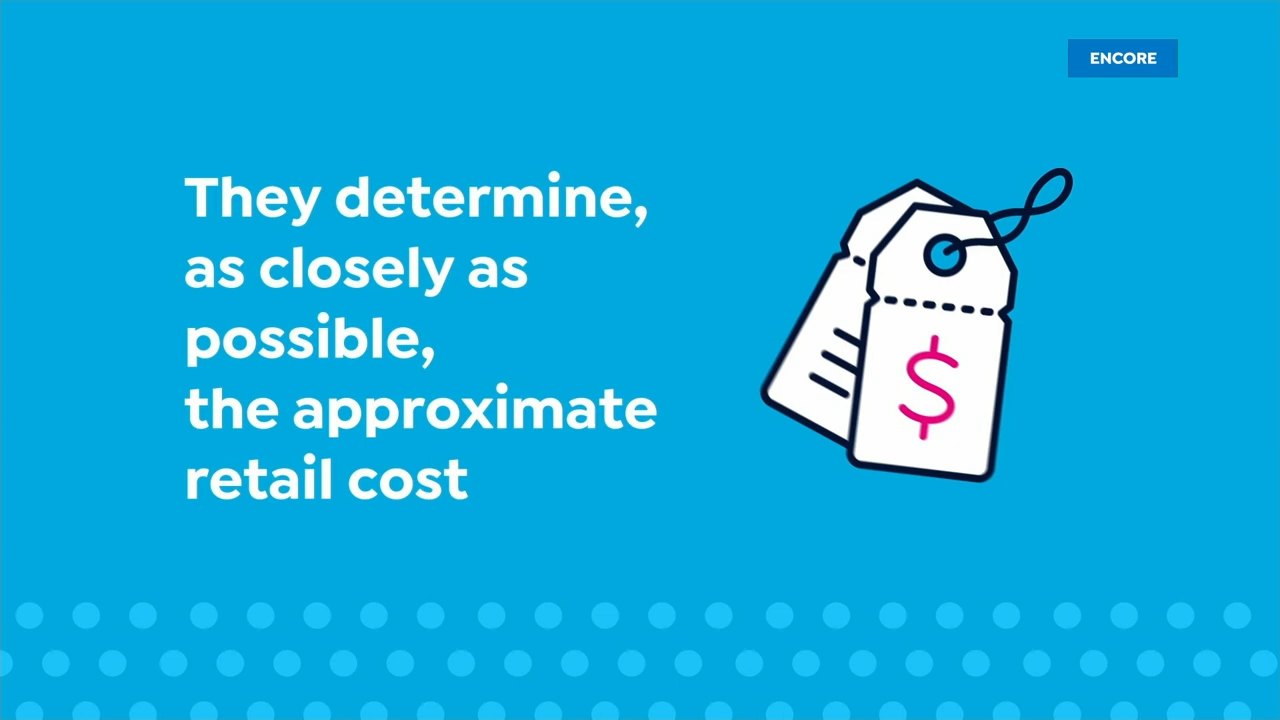 ENCORE
They determine,
as closely as
possible,
the approximate
retail cost
$